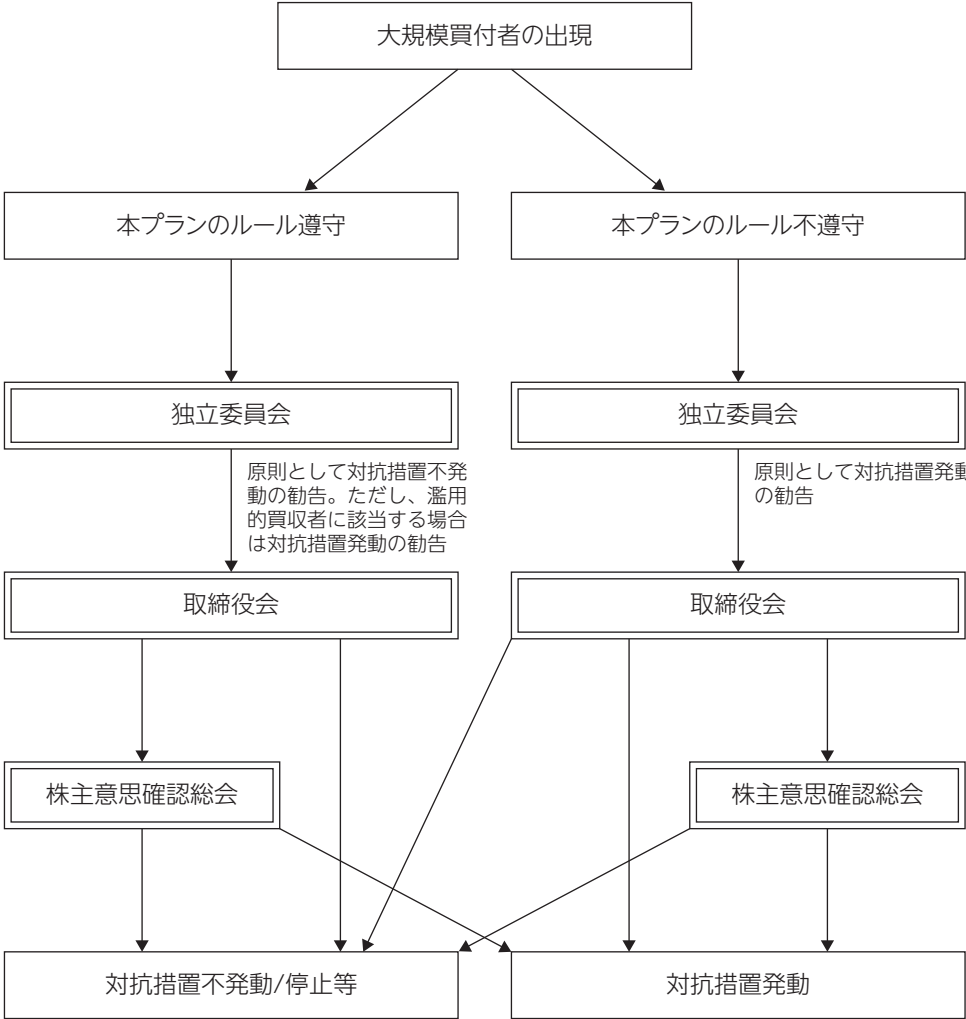 大規模買付者の出現
本プランのルール遵守
本プランのルール不遵守
独立委員会
独立委員会
原則として対抗措置不発
動の勧告。ただし、濫用
的買収者に該当する場合
は対抗措置発動の勧告
原則として対抗措置発動
の勧告
取締役会
取締役会
株主意思確認総会
株主意思確認総会
対抗措置不発動/停止等
対抗措置発動